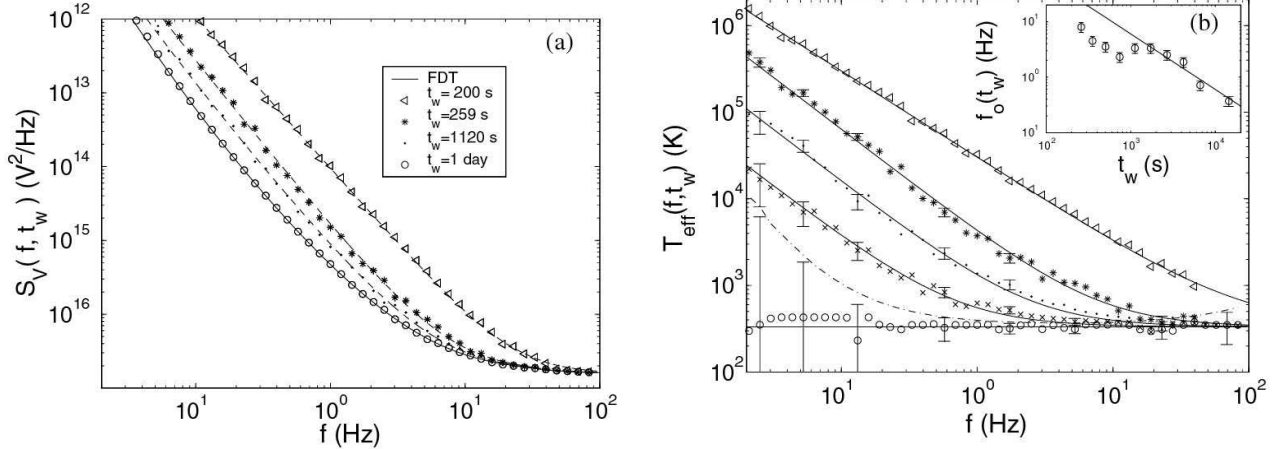 (a)
10^12
10^13
10^14
10^15
10^16
S_V( f, t_w ) (V^2/Hz)
FDT
t_w= 200 s
t_w=259 s
t_w=1120 s
t_w=1 day
10^1
10^0
10^1
10^2
f (Hz)
(b)
10^6
10^5
10^4
10^3
10^2
T_eff(f,t_w) (K)
10^1
10^0
10^1
10^2
f (Hz)
10^1
10^0
10^1
f_o(t_w) (Hz)
10^2
10^3
10^4
t_w (s)